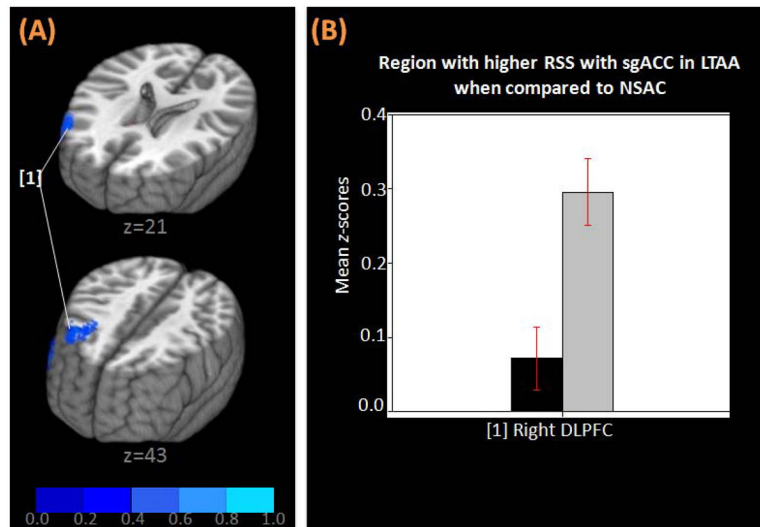 (A)
[1]
z=21
z=43
0.0 0.2 0.4 0.6 0.8 1.0
(B)
Region with higher RSS with sgACC in LTAA
when compared to NSAC
Mean z-scores
0.4
0.3
0.2
0.1
0.0
[1] Right DLPFC